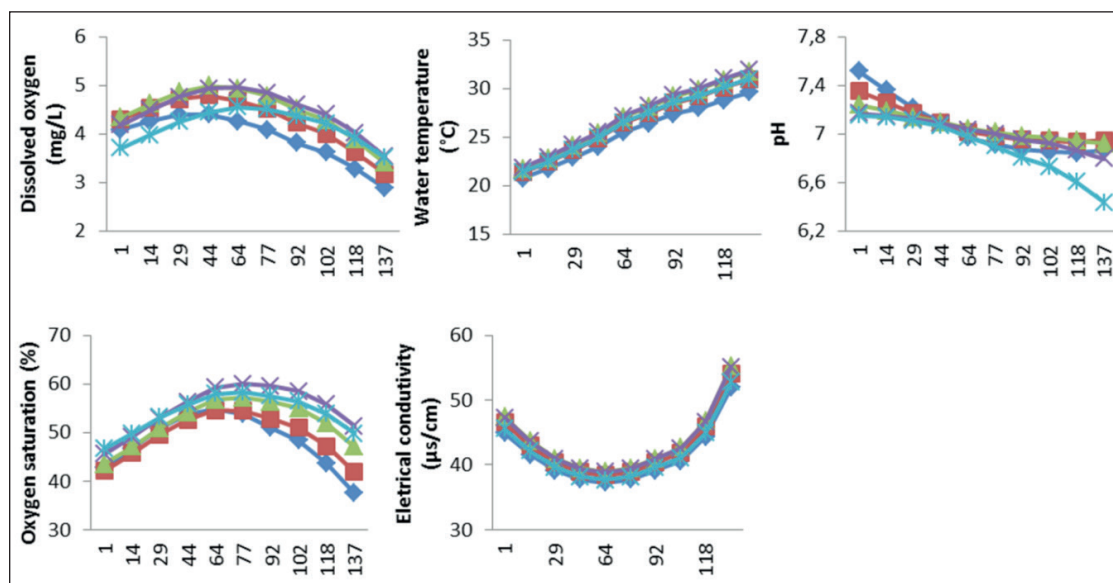 Dissolved oxygen
(mg/L)
6
5
4
3
2
1 14 29 44 64 77 92 102 118 137
Water temperature
(°C)
35
30
25
20
15
1 29 64 92 118
pH
7,8
7,4
7
6,6
6,2
1 14 29 44 64 77 92 102 118 137
Oxygen saturation (%)
70
60
50
40
30
1 14 29 44 64 77 92 102 118 137
Eletrical condutivity
(µs/cm)
60
50
40
30
1 29 64 92 118